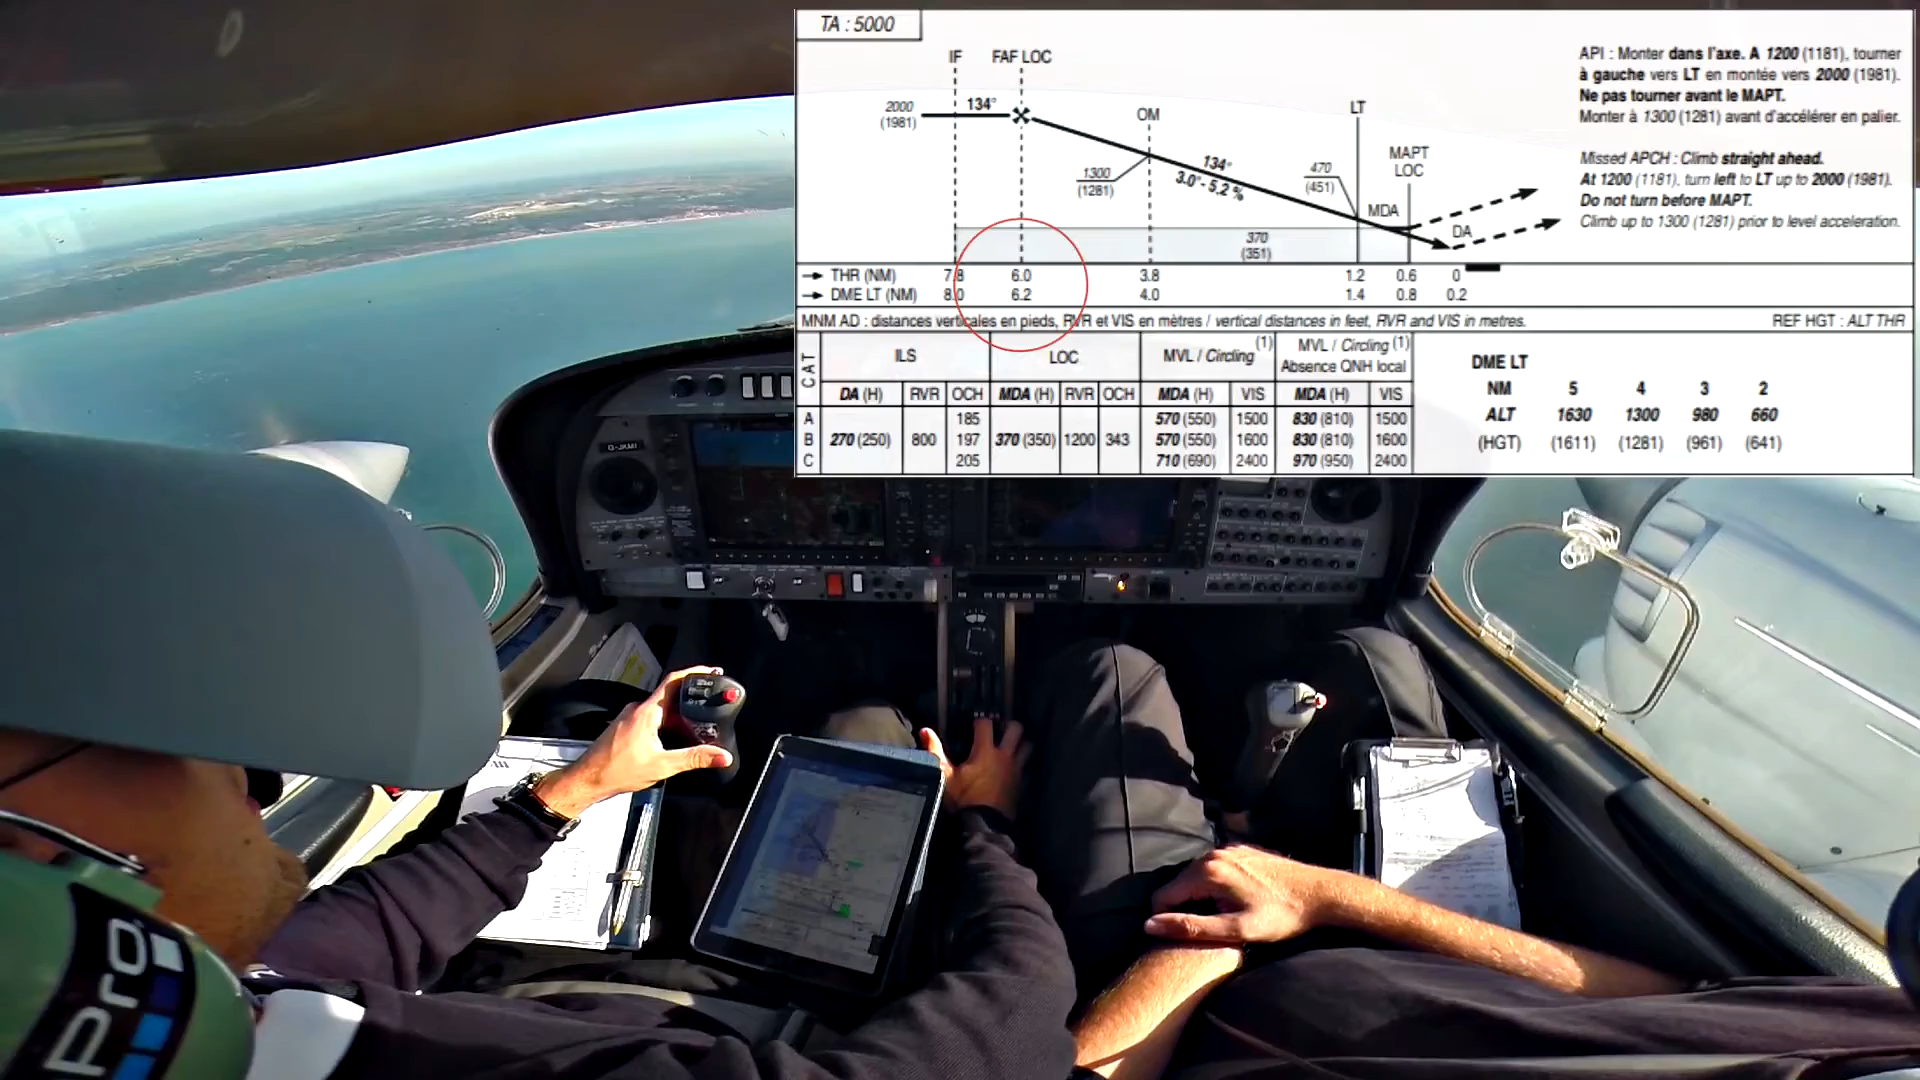 TA : 5000
IF FAF LOC
2000
(1981)
134°
OM
LT
MAPT
LOC
1300
(1281)
134°
3.0° - 5,2 %
470
(451)
MDA
DA
370
(351)
API : Monter dans l'axe. A 1200 (1181), tourner
à gauche vers LT en montée vers 2000 (1981).
Ne pas tourner avant le MAPT.
Monter à 1300 (1281) avant d'accélérer en palier.
Missed APCH : Climb straight ahead.
At 1200 (1181), turn left to LT up to 2000 (1981).
Do not turn before MAPT.
Climb up to 1300 (1281) prior to level acceleration.
THR (NM) 7.8 6.0 3.8 1.2 0.6 0
DME LT (NM) 8.0 6.2 4.0 1.4 0.8 0.2
MNM AD : distances verticales en pieds, RVR et VIS en mètres / vertical distances in feet, RVR and VIS in metres. REF HGT : ALT THR
CAT ILS LOC MVL / Circling (1) MVL / Circling (1)
Absence QNH local
DA (H) RVR OCH MDA (H) RVR OCH MDA (H) VIS MDA (H) VIS
A 185 570 (550) 1500 830 (810) 1500
B 270 (250) 800 197 370 (350) 1200 343 570 (550) 1600 830 (810) 1600
C 205 710 (690) 2400 970 (950) 2400
DME LT
NM 5 4 3 2
ALT 1630 1300 980 660
(HGT) (1611) (1281) (961) (641)
G-JKMI
Pro